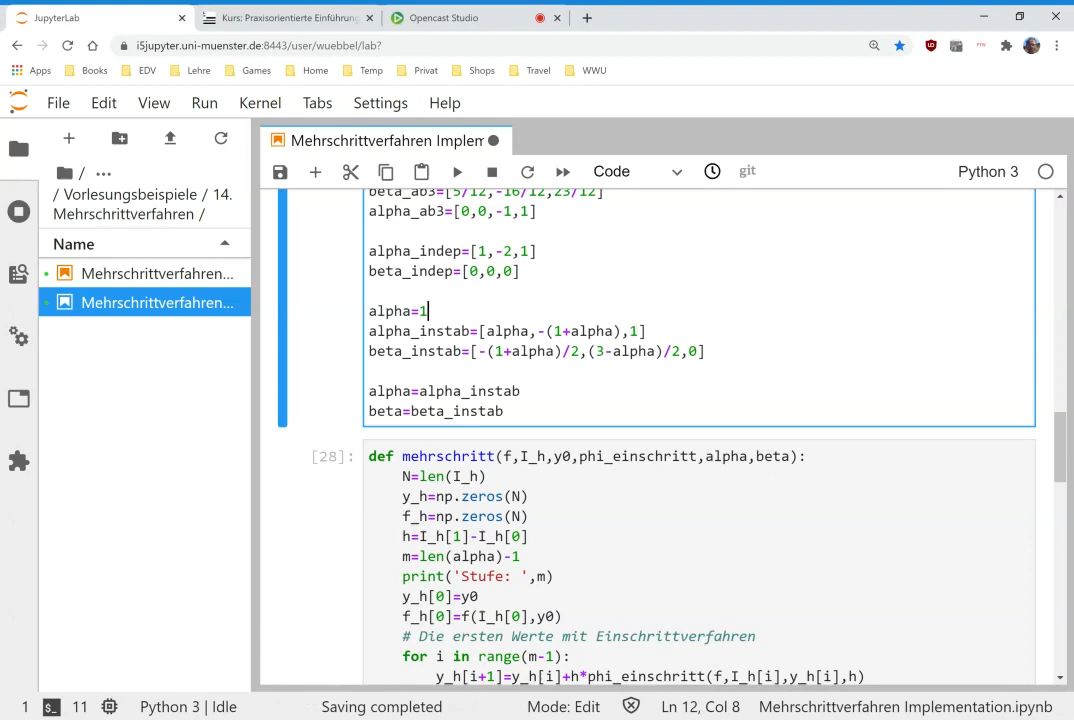 JupyterLab
Kurs: Praxisorientierte Einführung
Opencast Studio
i5jupyter.uni-muenster.de:8443/user/wuebbel/lab?
Apps Books EDV Lehre Games Home Temp Privat Shops Travel WWU
File Edit View Run Kernel Tabs Settings Help
Mehrschrittverfahren Implem
Code git Python 3
/ ...
/ Vorlesungsbeispiele / 14.
Mehrschrittverfahren /
Name
Mehrschrittverfahren...
Mehrschrittverfahren...
beta_ab3=[5/12,-16/12,23/12]
alpha_ab3=[0,0,-1,1]
alpha_indep=[1,-2,1]
beta_indep=[0,0,0]
alpha=1
alpha_instab=[alpha,-(1+alpha),1]
beta_instab=[-(1+alpha)/2,(3-alpha)/2,0]
alpha=alpha_instab
beta=beta_instab
[28]: def mehrschritt(f,I_h,y0,phi_einschritt,alpha,beta):
N=len(I_h)
y_h=np.zeros(N)
f_h=np.zeros(N)
h=I_h[1]-I_h[0]
m=len(alpha)-1
print('Stufe: ',m)
y_h[0]=y0
f_h[0]=f(I_h[0],y0)
# Die ersten Werte mit Einschrittverfahren
for i in range(m-1):
y_h[i+1]=y_h[i]+h*phi_einschritt(f,I_h[i],y_h[i],h)
1 $_ 11 Python 3 | Idle Saving completed Mode: Edit Ln 12, Col 8 Mehrschrittverfahren Implementation.ipynb